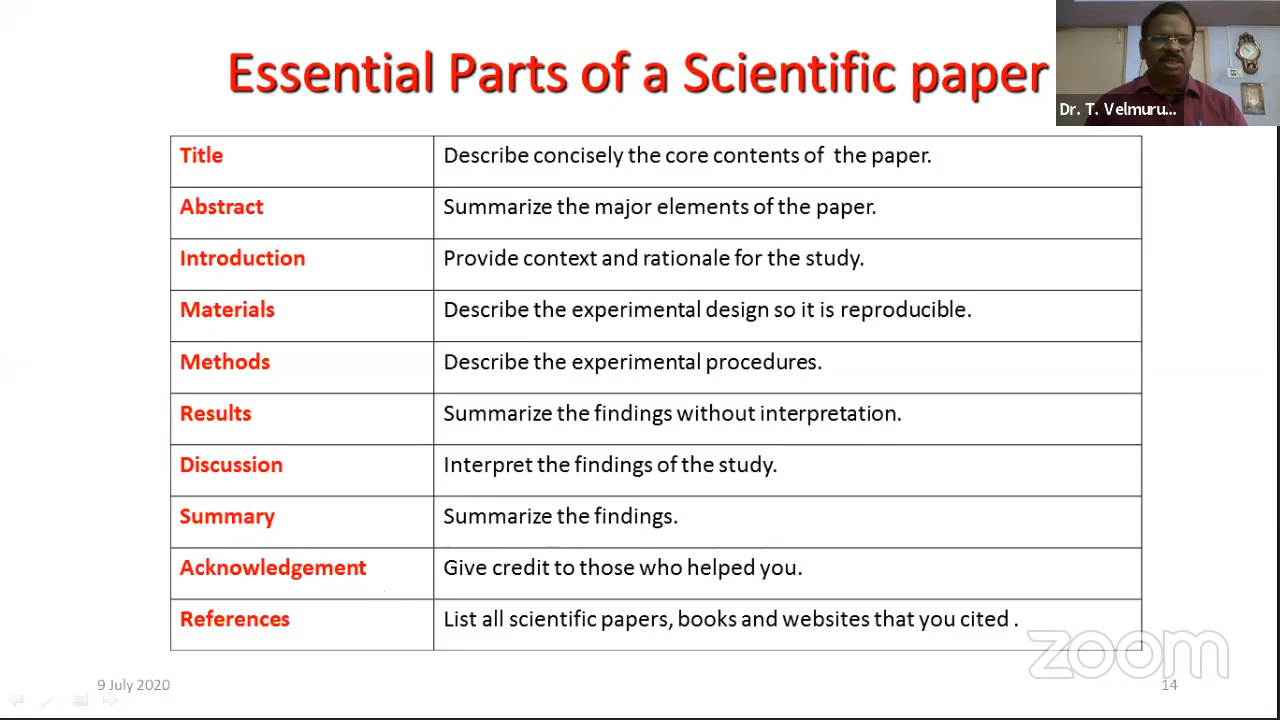 Essential Parts of a Scientific paper
Dr. T. Velmuru...
Title Describe concisely the core contents of the paper.
Abstract Summarize the major elements of the paper.
Introduction Provide context and rationale for the study.
Materials Describe the experimental design so it is reproducible.
Methods Describe the experimental procedures.
Results Summarize the findings without interpretation.
Discussion Interpret the findings of the study.
Summary Summarize the findings.
Acknowledgement Give credit to those who helped you.
References List all scientific papers, books and websites that you cited .
zoom
9 July 2020 14